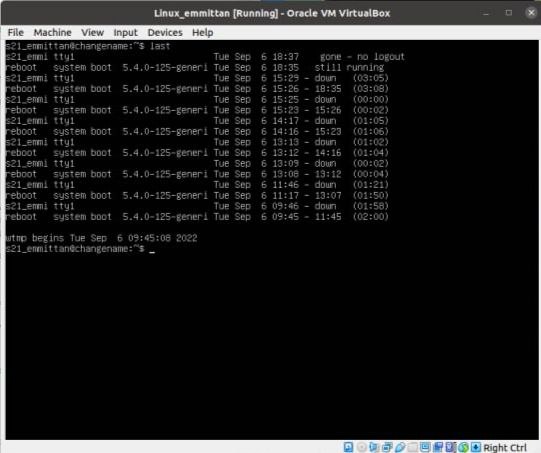 Linux_emmittan [Running] - Oracle VM VirtualBox
File Machine View Input Devices Help
s21_emmittan@changename:~$ last
s21_emmi tty1 Tue Sep 6 18:37 gone - no logout
reboot system boot 5.4.0-125-generi Tue Sep 6 18:35 still running
s21_emmi tty1 Tue Sep 6 15:29 - down (03:05)
reboot system boot 5.4.0-125-generi Tue Sep 6 15:26 - 18:35 (03:08)
s21_emmi tty1 Tue Sep 6 15:25 - down (00:00)
reboot system boot 5.4.0-125-generi Tue Sep 6 15:23 - 15:26 (00:02)
s21_emmi tty1 Tue Sep 6 14:17 - down (01:05)
reboot system boot 5.4.0-125-generi Tue Sep 6 14:16 - 15:23 (01:06)
s21_emmi tty1 Tue Sep 6 13:13 - down (01:02)
reboot system boot 5.4.0-125-generi Tue Sep 6 13:12 - 14:16 (01:04)
s21_emmi tty1 Tue Sep 6 13:09 - down (00:02)
reboot system boot 5.4.0-125-generi Tue Sep 6 13:08 - 13:12 (00:04)
s21_emmi tty1 Tue Sep 6 11:46 - down (01:21)
reboot system boot 5.4.0-125-generi Tue Sep 6 11:17 - 13:07 (01:50)
s21_emmi tty1 Tue Sep 6 09:46 - down (01:58)
reboot system boot 5.4.0-125-generi Tue Sep 6 09:45 - 11:45 (02:00)
wtmp begins Tue Sep 6 09:45:08 2022
s21_emmittan@changename:~$ _
Right Ctrl